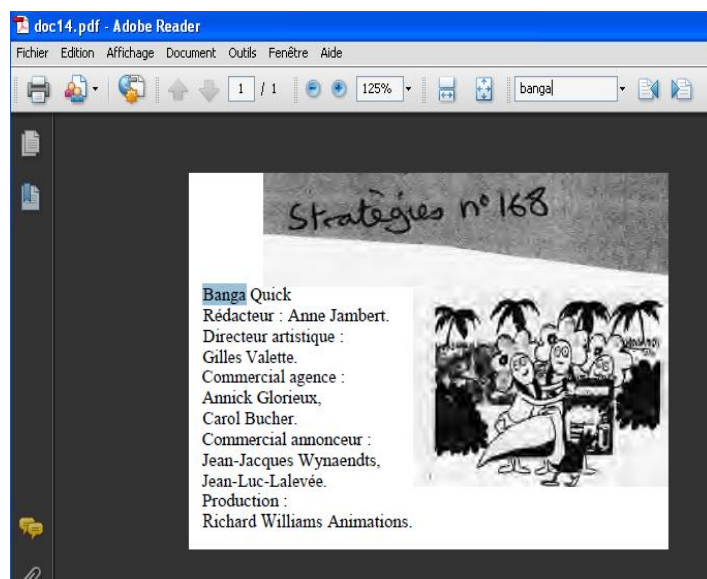 doc14.pdf - Adobe Reader
Fichier Edition Affichage Document Outils Fenêtre Aide
1 / 1 125% banga
Stratègies n° 168
Banga Quick
Rédacteur : Anne Jambert.
Directeur artistique :
Gilles Valette.
Commercial agence :
Annick Glorieux,
Carol Bucher.
Commercial annonceur :
Jean-Jacques Wynaendts,
Jean-Luc-Lalevée.
Production :
Richard Williams Animations.